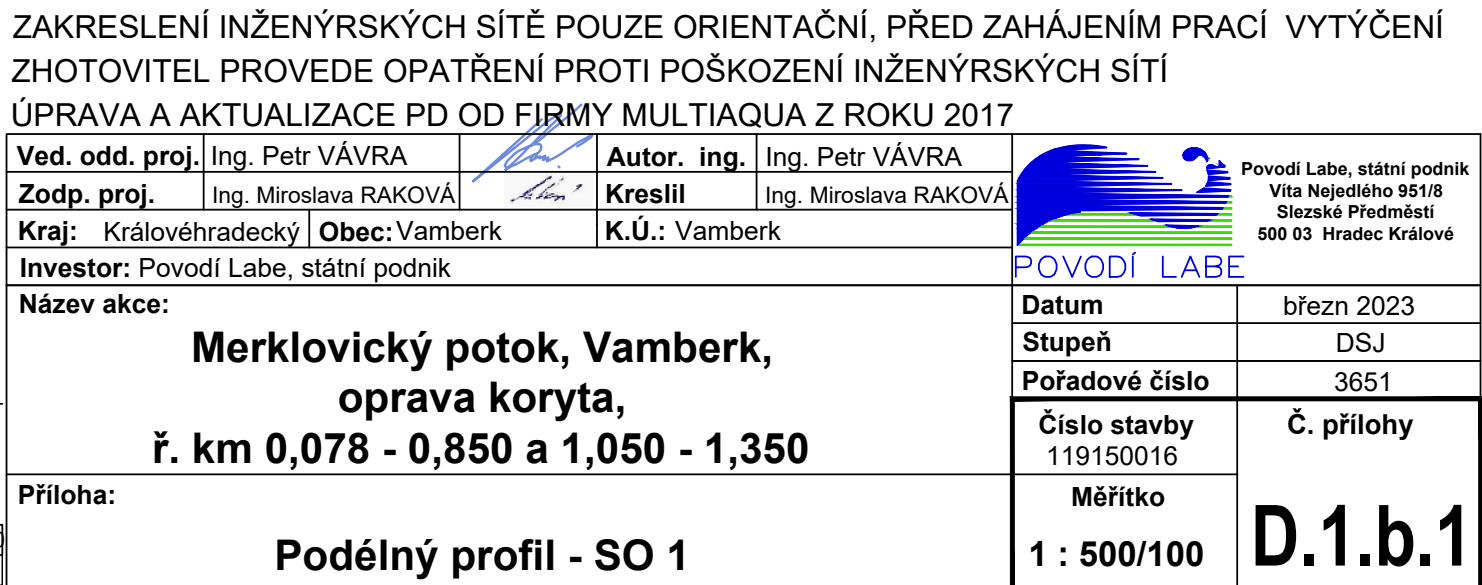 ZAKRESLENÍ INŽENÝRSKÝCH SÍTĚ POUZE ORIENTAČNÍ, PŘED ZAHÁJENÍM PRACÍ VYTÝČENÍ
ZHOTOVITEL PROVEDE OPATŘENÍ PROTI POŠKOZENÍ INŽENÝRSKÝCH SÍTÍ
ÚPRAVA A AKTUALIZACE PD OD FIRMY MULTIAQUA Z ROKU 2017
Ved. odd. proj. Ing. Petr VÁVRA Autor. ing. Ing. Petr VÁVRA
Zodp. proj. Ing. Miroslava RAKOVÁ Kreslil Ing. Miroslava RAKOVÁ
Kraj: Královéhradecký Obec: Vamberk K.Ú.: Vamberk
Investor: Povodí Labe, státní podnik
POVODÍ LABE
Povodí Labe, státní podnik
Víta Nejedlého 951/8
Slezské Předměstí
500 03 Hradec Králové
Název akce:
Merklovický potok, Vamberk,
oprava koryta,
ř. km 0,078 - 0,850 a 1,050 - 1,350
Datum březn 2023
Stupeň DSJ
Pořadové číslo 3651
Číslo stavby
119150016
Č. přílohy
D.1.b.1
Příloha:
Podélný profil - SO 1
Měřítko
1 : 500/100